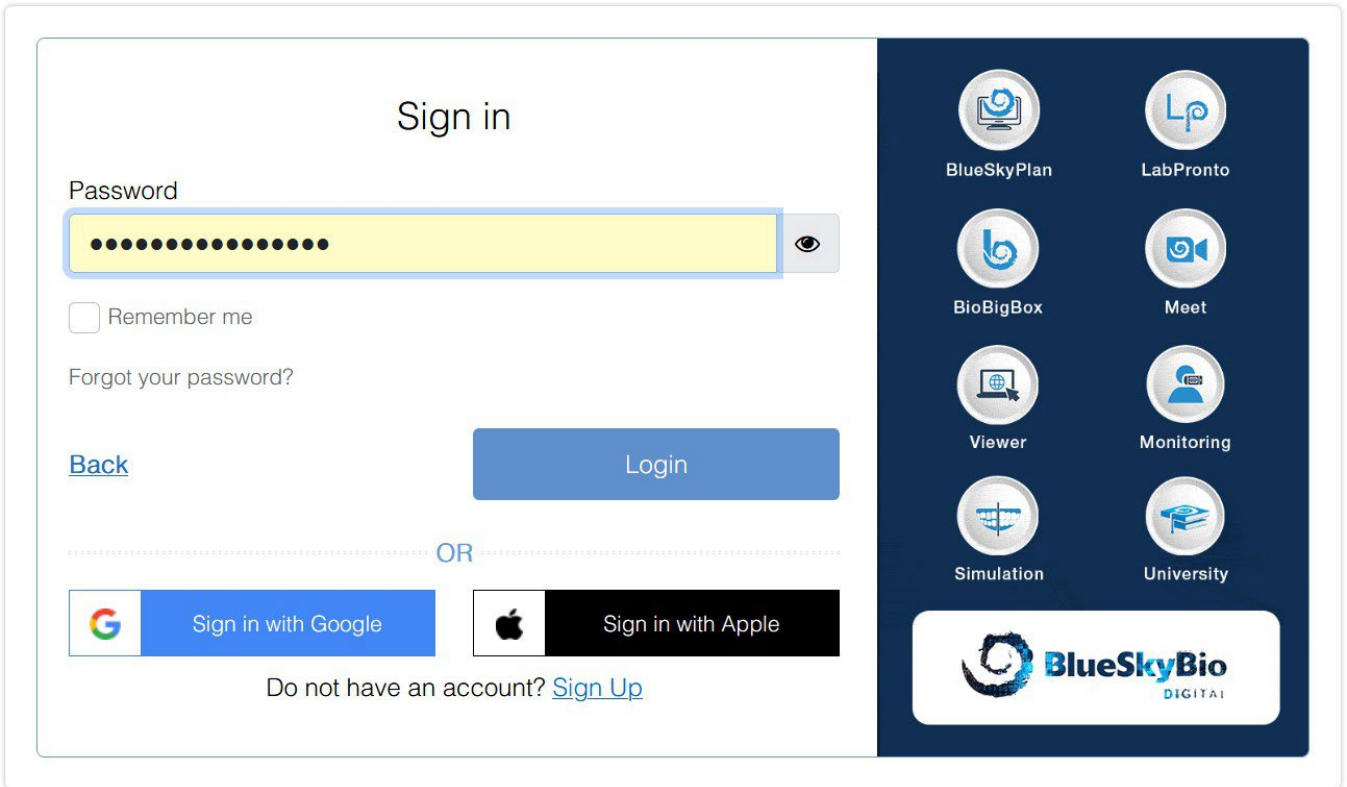 Sign in
Password
••••••••••••••••
Remember me
Forgot your password?
Back
Login
OR
Sign in with Google
Sign in with Apple
Do not have an account? Sign Up
BlueSkyPlan
LabPronto
BioBigBox
Meet
Viewer
Monitoring
Simulation
University
BlueSkyBio
DIGITAL